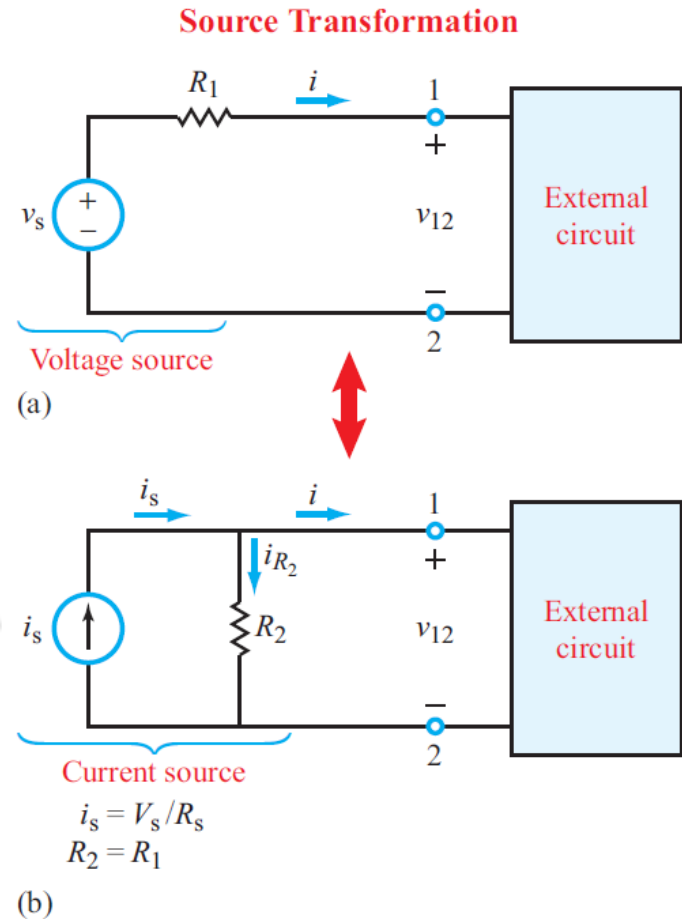 Source Transformation
R1
i
1
+
vs
+
−
v12
External
circuit
−
2
Voltage source
(a)
is
i
1
iR2
+
is
R2
v12
External
circuit
−
2
Current source
is = Vs/Rs
R2 = R1
(b)